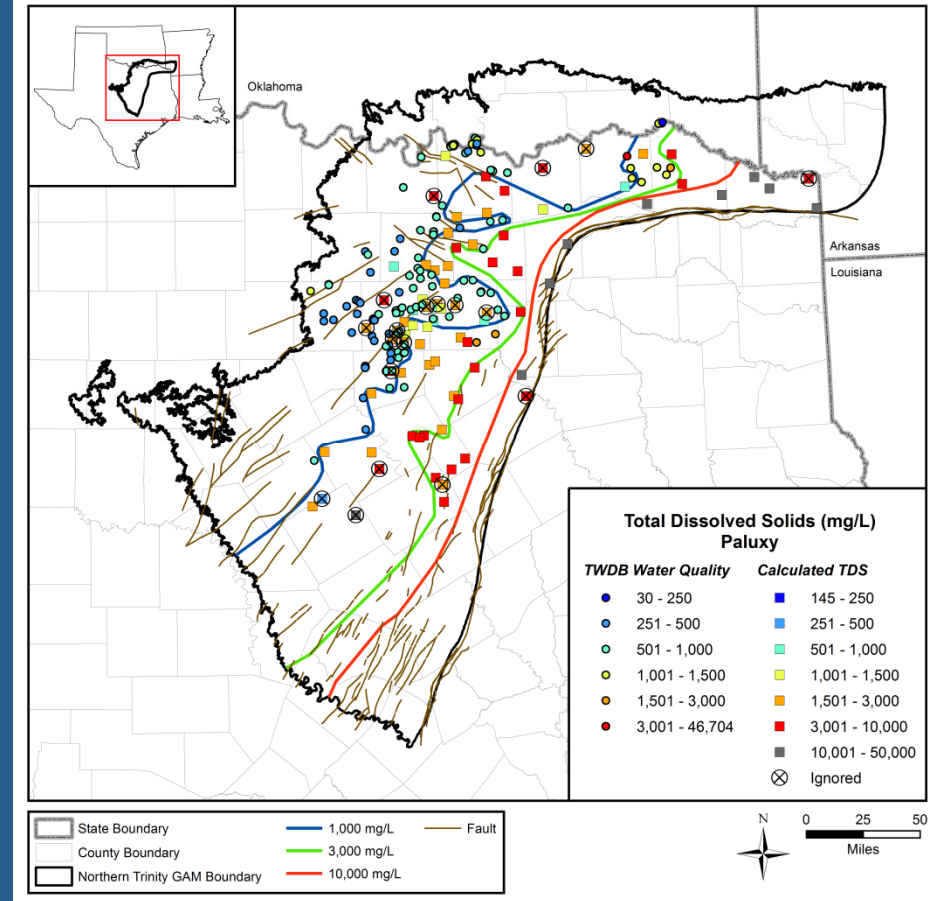 Oklahoma
Arkansas
Louisiana
Total Dissolved Solids (mg/L)
Paluxy
TWDB Water Quality
30 - 250
251 - 500
501 - 1,000
1,001 - 1,500
1,501 - 3,000
3,001 - 46,704
Calculated TDS
145 - 250
251 - 500
501 - 1,000
1,001 - 1,500
1,501 - 3,000
3,001 - 10,000
10,001 - 50,000
Ignored
State Boundary
County Boundary
Northern Trinity GAM Boundary
1,000 mg/L
3,000 mg/L
10,000 mg/L
Fault
N
0 25 50
Miles